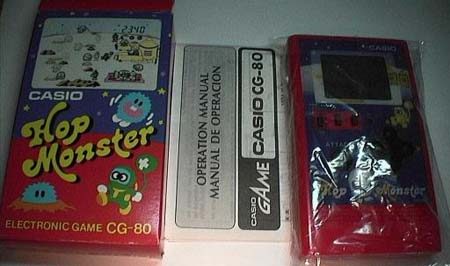 2340
CASIO
Hop
Monster
ELECTRONIC GAME CG-80
OPERATION MANUAL
MANUAL DE OPERACION
CASIO GAME CASIO CG-80
CASIO
Hop Monster